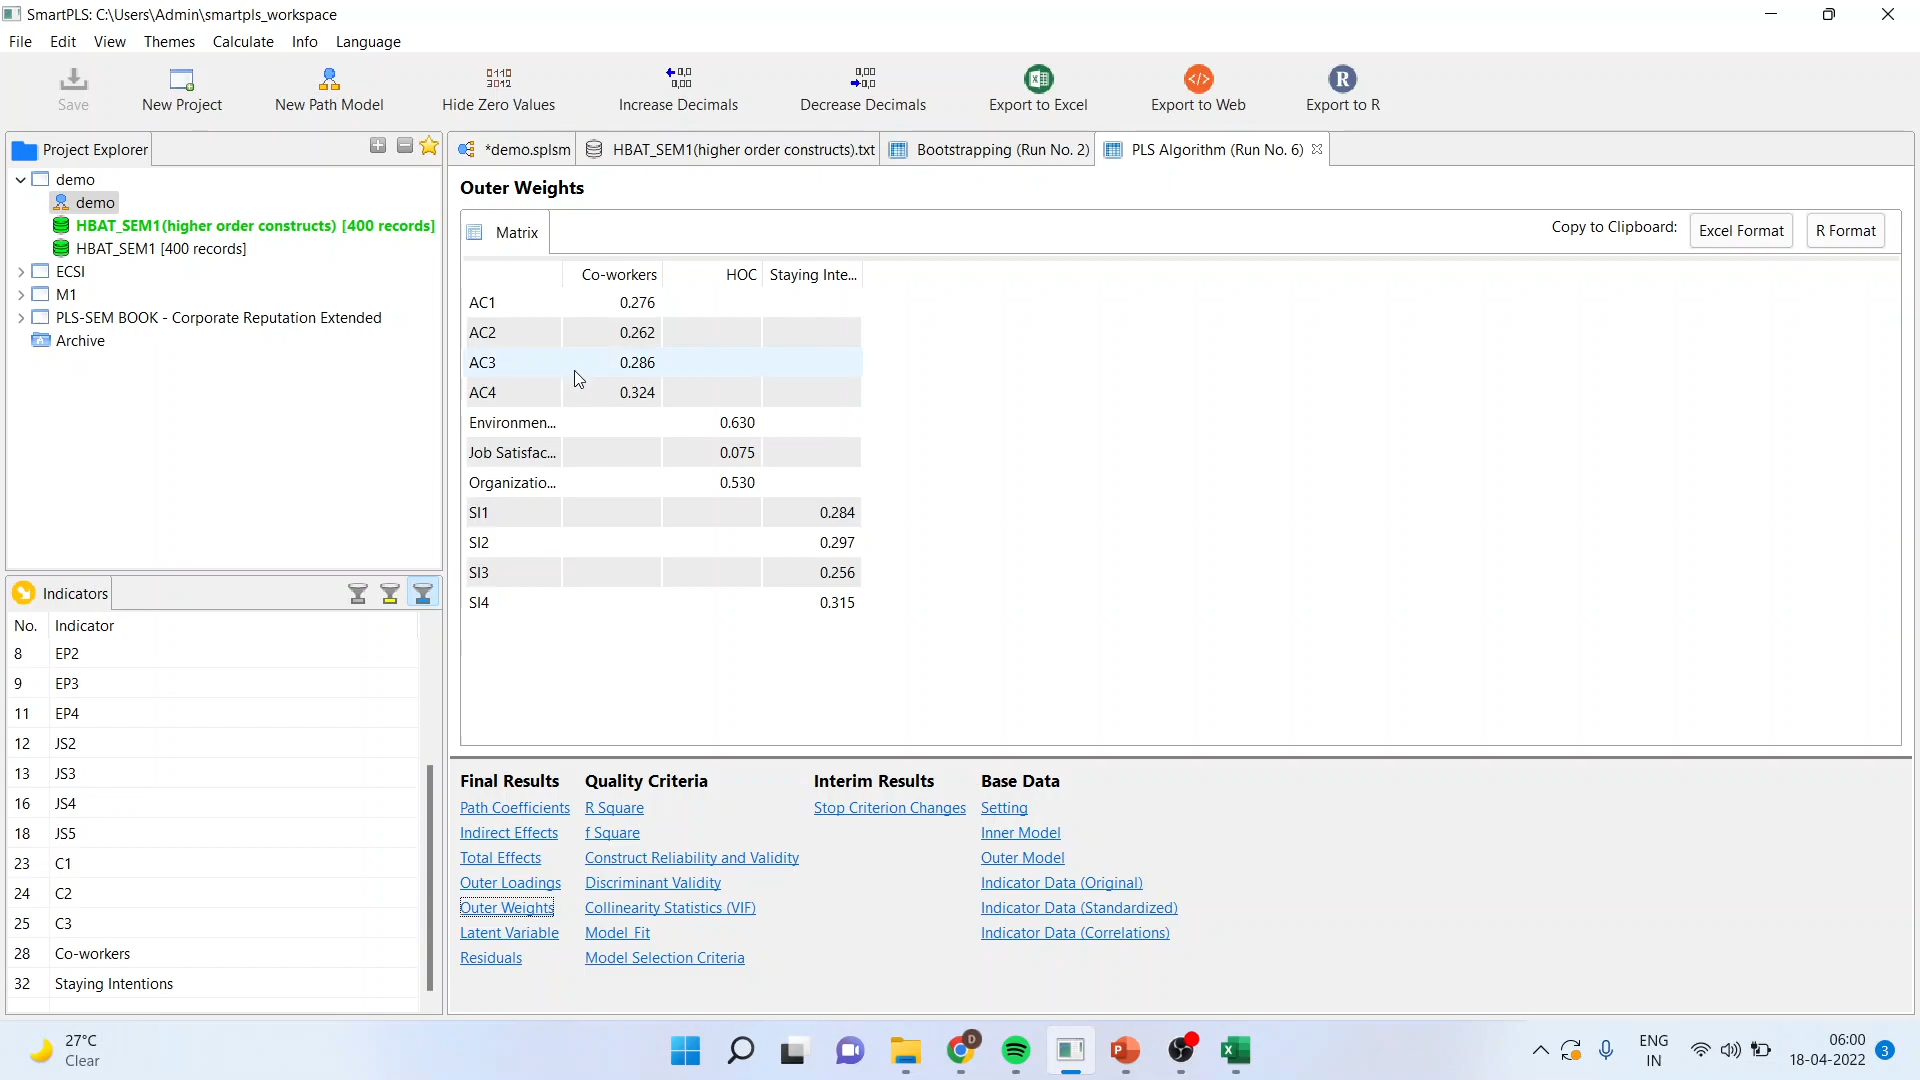 SmartPLS: C:\Users\Admin\smartpls_workspace
File Edit View Themes Calculate Info Language
Save New Project New Path Model Hide Zero Values Increase Decimals Decrease Decimals Export to Excel Export to Web Export to R
Project Explorer
demo
demo
HBAT_SEM1(higher order constructs) [400 records]
HBAT_SEM1 [400 records]
ECSI
M1
PLS-SEM BOOK - Corporate Reputation Extended
Archive
Indicators
No. Indicator
8 EP2
9 EP3
11 EP4
12 JS2
13 JS3
16 JS4
18 JS5
23 C1
24 C2
25 C3
28 Co-workers
32 Staying Intentions
*demo.splsm HBAT_SEM1(higher order constructs).txt Bootstrapping (Run No. 2) PLS Algorithm (Run No. 6)
Outer Weights
Matrix Copy to Clipboard: Excel Format R Format
Co-workers HOC Staying Inte...
AC1 0.276
AC2 0.262
AC3 0.286
AC4 0.324
Environmen... 0.630
Job Satisfac... 0.075
Organizatio... 0.530
SI1 0.284
SI2 0.297
SI3 0.256
SI4 0.315
Final Results Quality Criteria Interim Results Base Data
Path Coefficients R Square Stop Criterion Changes Setting
Indirect Effects f Square Inner Model
Total Effects Construct Reliability and Validity Outer Model
Outer Loadings Discriminant Validity Indicator Data (Original)
Outer Weights Collinearity Statistics (VIF) Indicator Data (Standardized)
Latent Variable Model_Fit Indicator Data (Correlations)
Residuals Model Selection Criteria
27°C
Clear
ENG
IN
06:00
18-04-2022 3